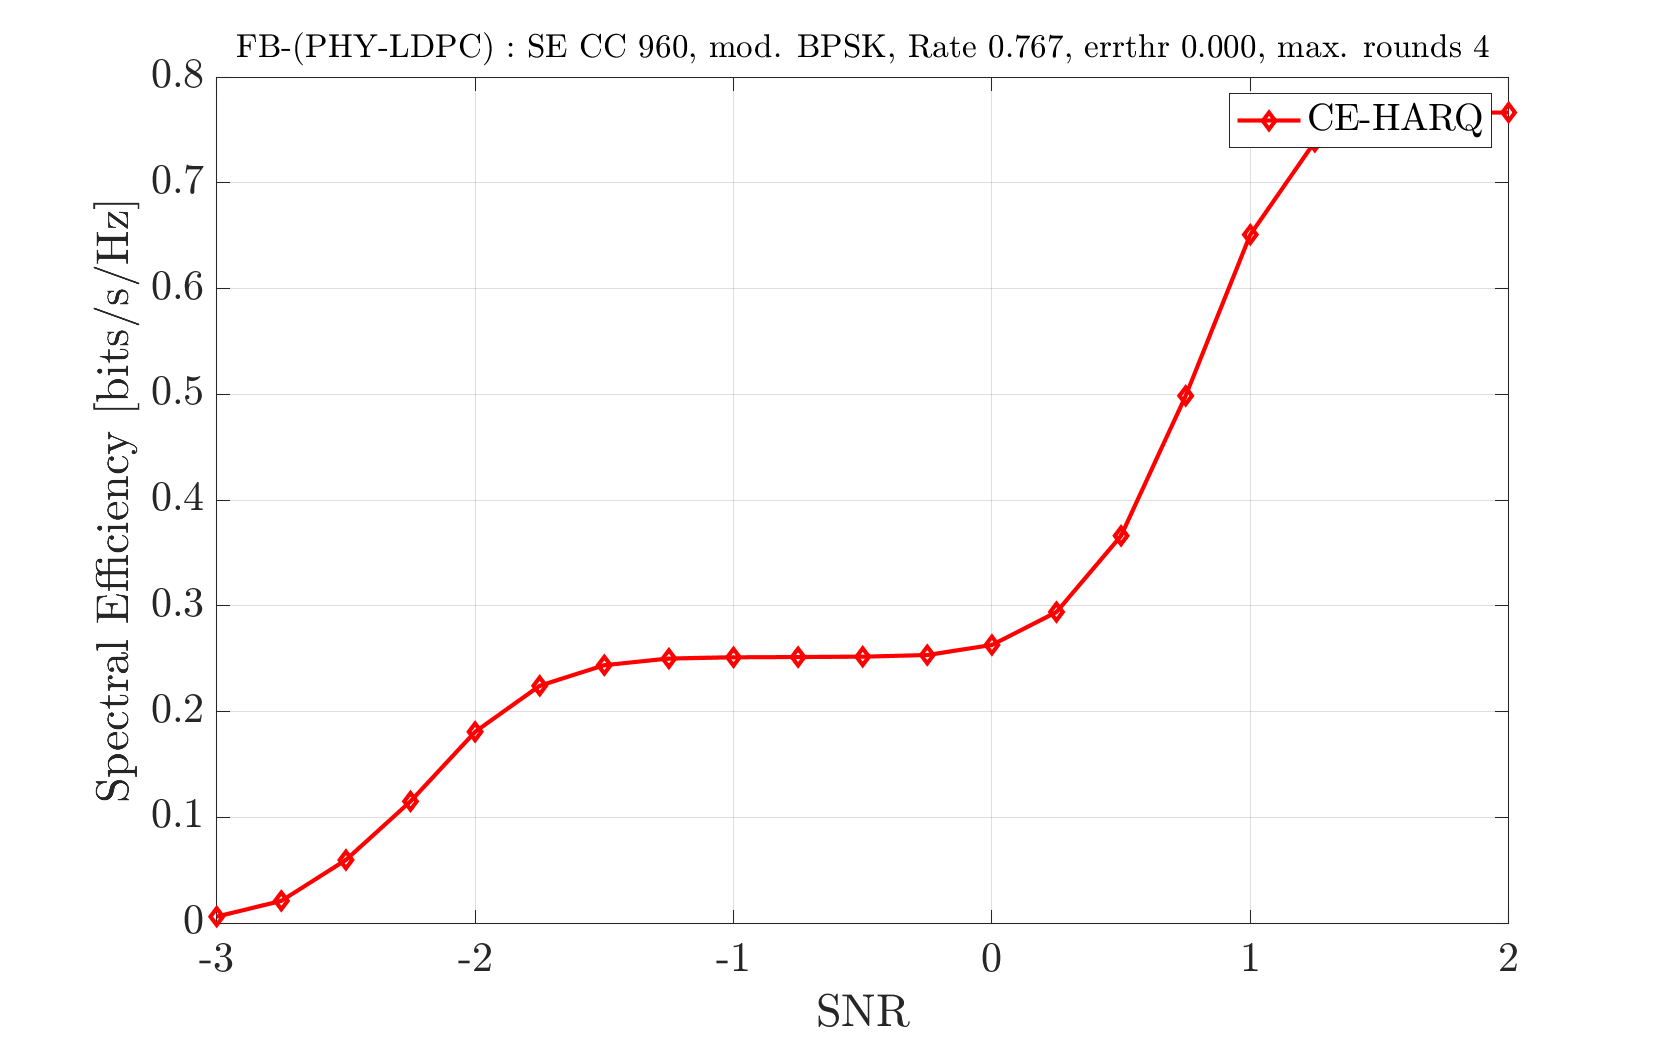 FB-(PHY-LDPC) : SE CC 960, mod. BPSK, Rate 0.767, errthr 0.000, max. rounds 4
CE-HARQ
Spectral Efficiency [bits/s/Hz]
0.8
0.7
0.6
0.5
0.4
0.3
0.2
0.1
0
-3 -2 -1 0 1 2
SNR